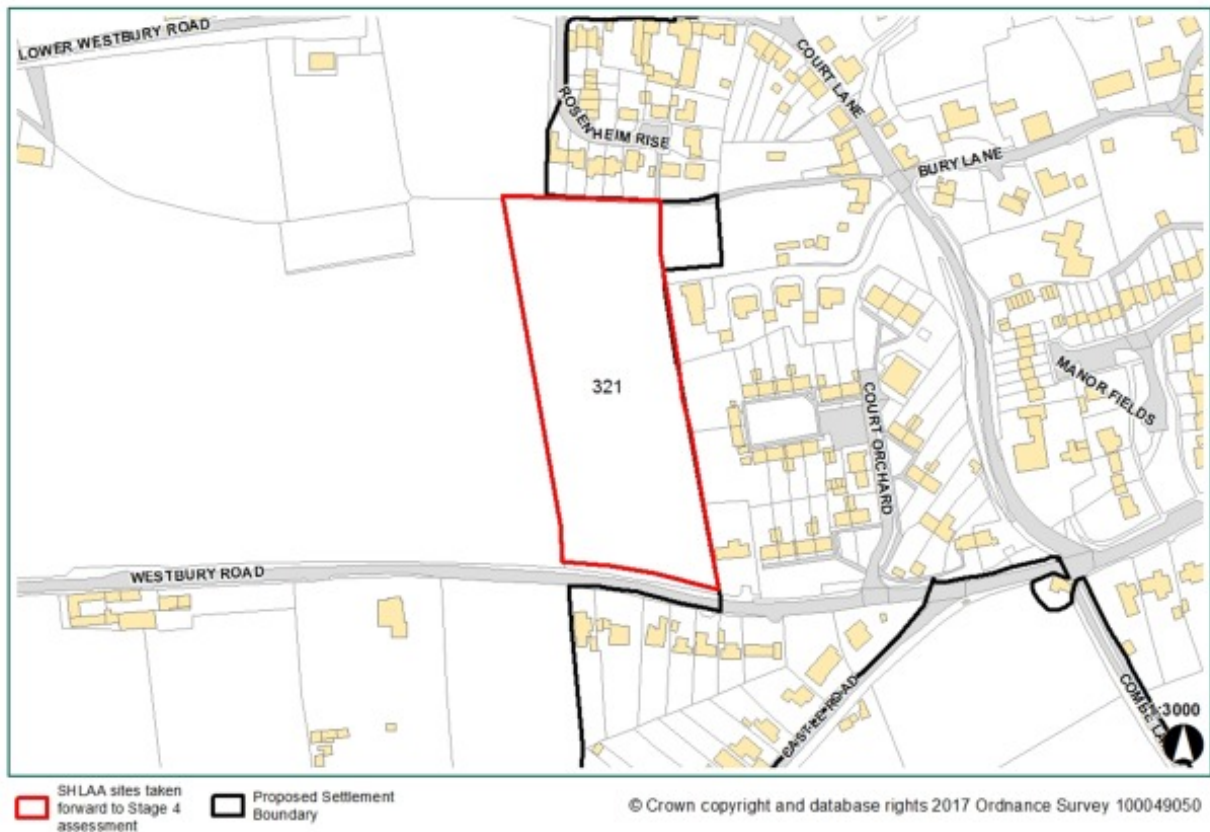 LOWER WESTBURY ROAD
COURT LANE
ROSENHEIM RISE
BURY LANE
321
MANOR FIELDS
COURT ORCHARD
WESTBURY ROAD
CASTLE ROAD
:3000
SHLAA sites taken
forward to Stage 4
assessment
Proposed Settlement
Boundary
© Crown copyright and database rights 2017 Ordnance Survey 100049050